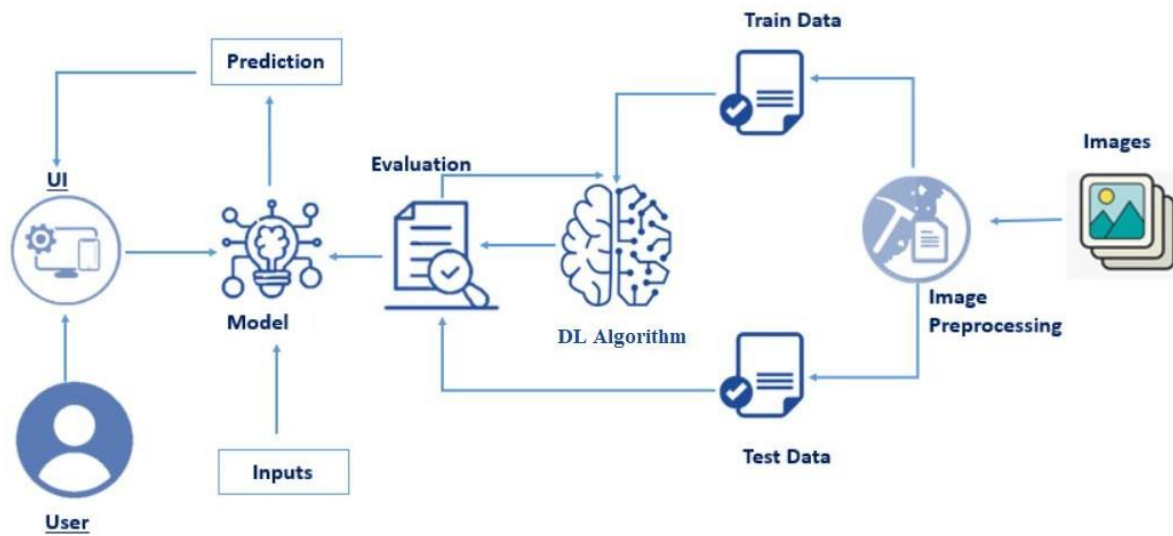 Train Data
Prediction
Images
Evaluation
UI
Model
DL Algorithm
Image
Preprocessing
Inputs
Test Data
User